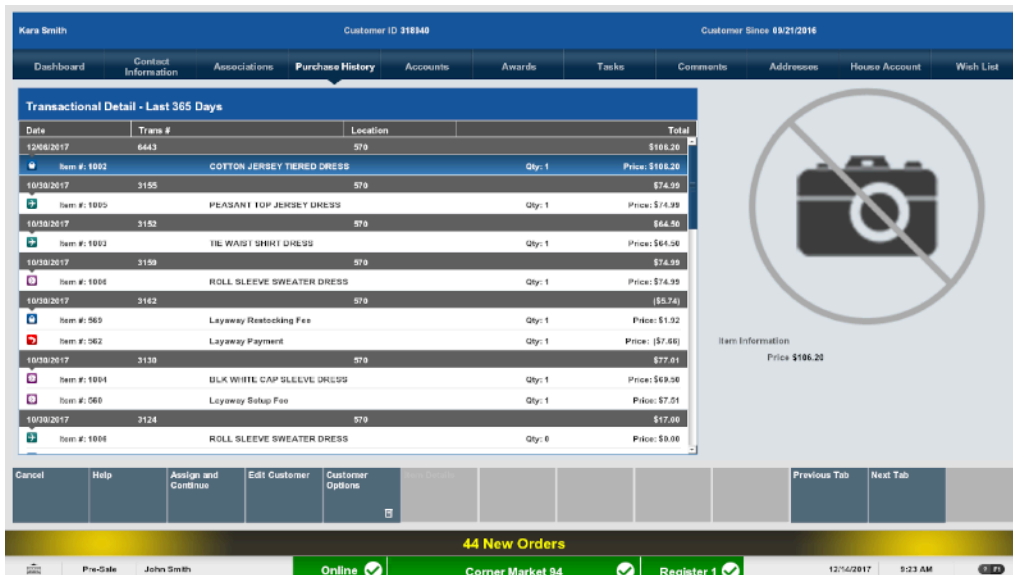 Kara Smith Customer ID 318940 Customer Since 09/21/2016
Dashboard Contact Information Associations Purchase History Accounts Awards Tasks Comments Addresses House Account Wish List
Transactional Detail - Last 365 Days
Date Trans # Location Total
12/06/2017 6443 570 $106.20
Item #: 1002 COTTON JERSEY TIERED DRESS Qty: 1 Price: $106.20
10/30/2017 3155 570 $74.99
Item #: 1005 PEASANT TOP JERSEY DRESS Qty: 1 Price: $74.99
10/30/2017 3152 570 $64.50
Item #: 1003 TIE WAIST SHIRT DRESS Qty: 1 Price: $64.50
10/30/2017 3159 570 $74.99
Item #: 1006 ROLL SLEEVE SWEATER DRESS Qty: 1 Price: $74.99
10/30/2017 3162 570 ($5.74)
Item #: 569 Layaway Restocking Fee Qty: 1 Price: $1.92
Item #: 562 Layaway Payment Qty: 1 Price: ($7.66)
10/30/2017 3130 570 $77.01
Item #: 1004 BLK WHITE CAP SLEEVE DRESS Qty: 1 Price: $69.50
Item #: 560 Layaway Setup Fee Qty: 1 Price: $7.51
10/30/2017 3124 570 $17.00
Item #: 1006 ROLL SLEEVE SWEATER DRESS Qty: 0 Price: $0.00
Item Information
Price $106.20
Cancel Help Assign and Continue Edit Customer Customer Options Previous Tab Next Tab
44 New Orders
Pre-Sale John Smith Online Corner Market 94 Register 1 12/14/2017 9:23 AM